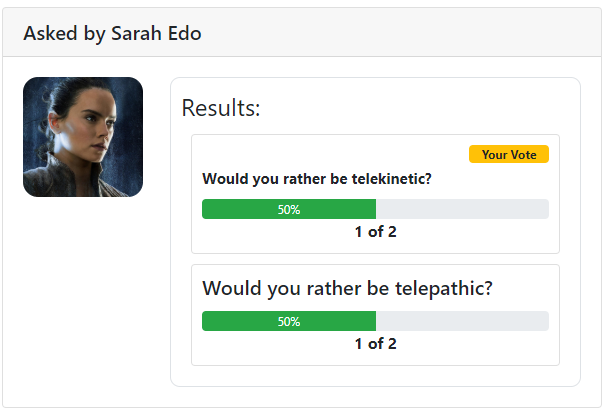 Asked by Sarah Edo
Results:
Your Vote
Would you rather be telekinetic?
50%
1 of 2
Would you rather be telepathic?
50%
1 of 2